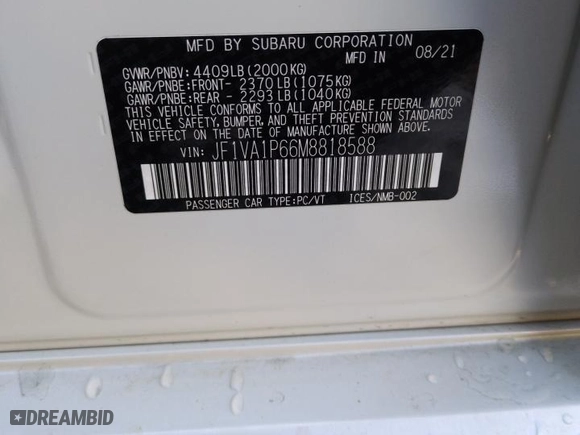 MFD BY SUBARU CORPORATION
MFD IN 08/21
GVWR/PNBV: 4409LB(2000KG)
GAWR/PNBE:FRONT- 2370LB(1075KG)
GAWR/PNBE:REAR - 2293LB(1040KG)
THIS VEHICLE CONFORMS TO ALL APPLICABLE FEDERAL MOTOR
VEHICLE SAFETY, BUMPER, AND THEFT PREVENTION STANDARDS
IN EFFECT ON THE DATE OF MANUFACTURE SHOWN ABOVE.
VIN: JF1VA1P66M8818588
PASSENGER CAR TYPE:PC/VT ICES/NMB-002
DREAMBID